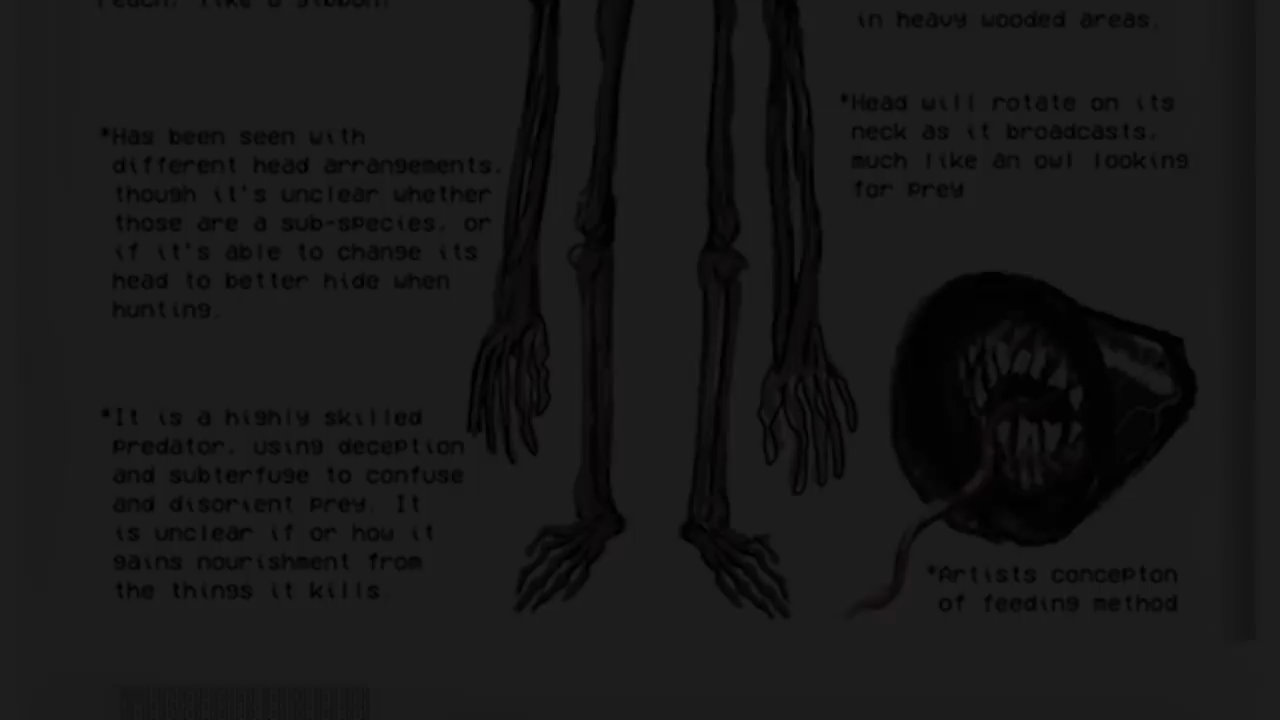 reach, like a gibbon.
*Has been seen with
different head arrangements,
though it's unclear whether
those are a sub-species, or
if it's able to change its
head to better hide when
hunting.
*It is a highly skilled
predator, using deception
and subterfuge to confuse
and disorient prey. It
is unclear if or how it
gains nourishment from
the things it kills.
in heavy wooded areas.
*Head will rotate on its
neck as it broadcasts,
much like an owl looking
for prey
*Artists concepton
of feeding method